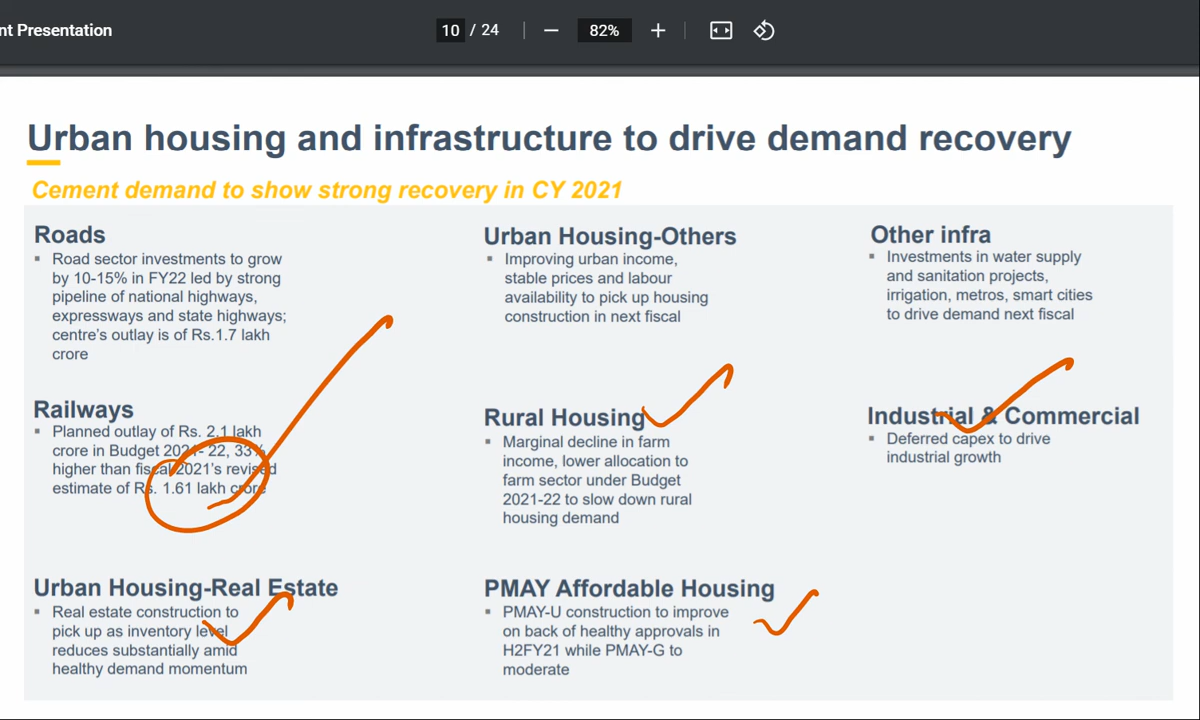 nt Presentation
10 / 24
82%
Urban housing and infrastructure to drive demand recovery
Cement demand to show strong recovery in CY 2021
Roads
▪ Road sector investments to grow
by 10-15% in FY22 led by strong
pipeline of national highways,
expressways and state highways;
centre's outlay is of Rs.1.7 lakh
crore
Railways
▪ Planned outlay of Rs. 2.1 lakh
crore in Budget 2021- 22, 33%
higher than fiscal 2021's revised
estimate of Rs. 1.61 lakh crore
Urban Housing-Real Estate
▪ Real estate construction to
pick up as inventory level
reduces substantially amid
healthy demand momentum
Urban Housing-Others
▪ Improving urban income,
stable prices and labour
availability to pick up housing
construction in next fiscal
Rural Housing
▪ Marginal decline in farm
income, lower allocation to
farm sector under Budget
2021-22 to slow down rural
housing demand
PMAY Affordable Housing
▪ PMAY-U construction to improve
on back of healthy approvals in
H2FY21 while PMAY-G to
moderate
Other infra
▪ Investments in water supply
and sanitation projects,
irrigation, metros, smart cities
to drive demand next fiscal
Industrial & Commercial
▪ Deferred capex to drive
industrial growth